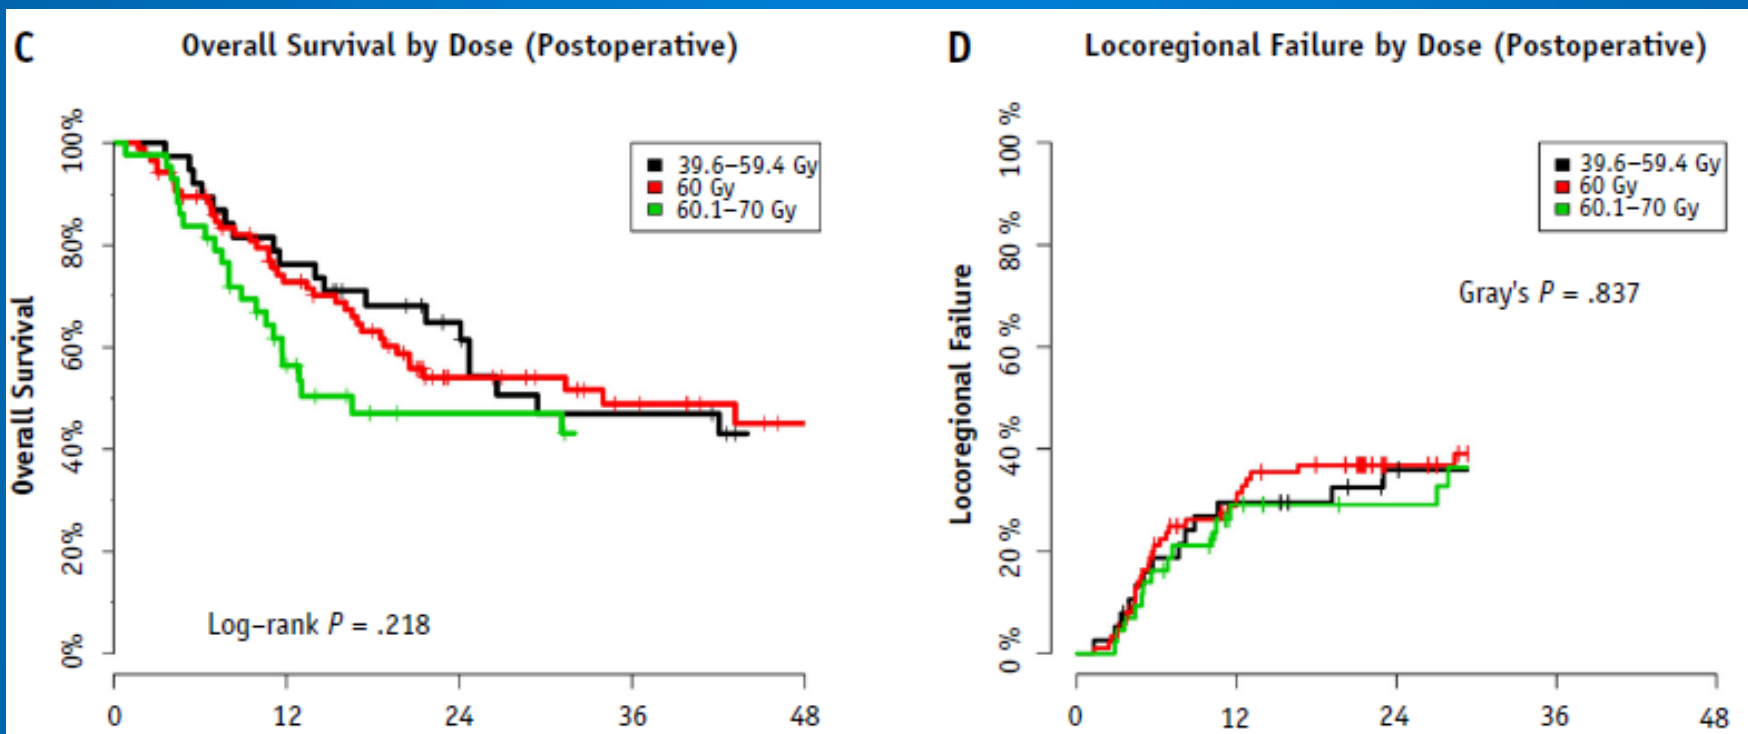 C
Overall Survival by Dose (Postoperative)
Overall Survival
100%
80%
60%
40%
20%
0%
39.6–59.4 Gy
60 Gy
60.1–70 Gy
Log–rank P = .218
0 12 24 36 48
D
Locoregional Failure by Dose (Postoperative)
Locoregional Failure
100 %
80 %
60 %
40 %
20 %
0 %
39.6–59.4 Gy
60 Gy
60.1–70 Gy
Gray's P = .837
0 12 24 36 48